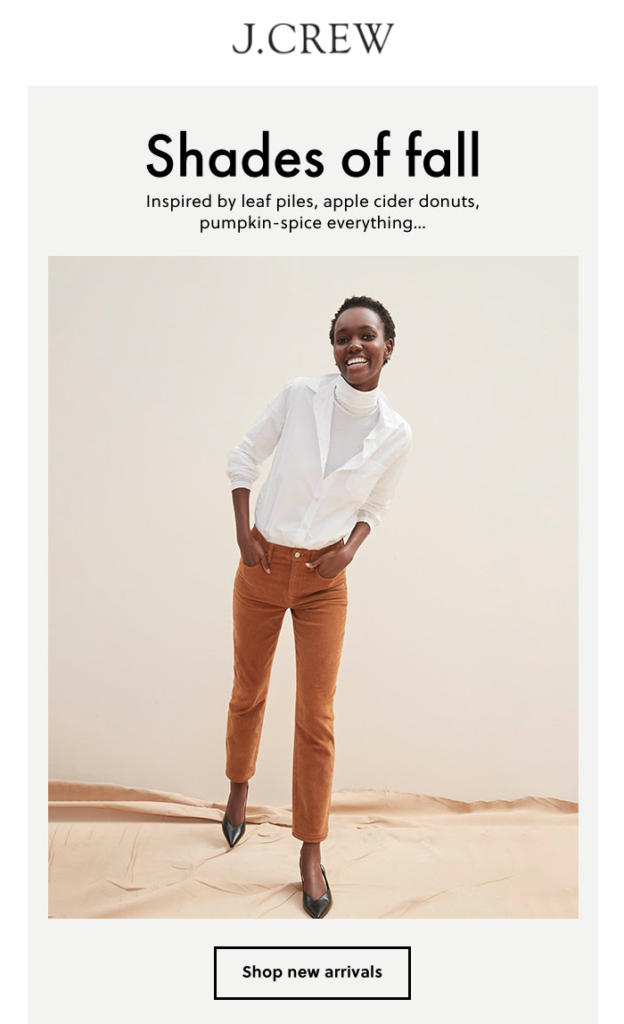 J.CREW
Shades of fall
Inspired by leaf piles, apple cider donuts,
pumpkin-spice everything...
Shop new arrivals